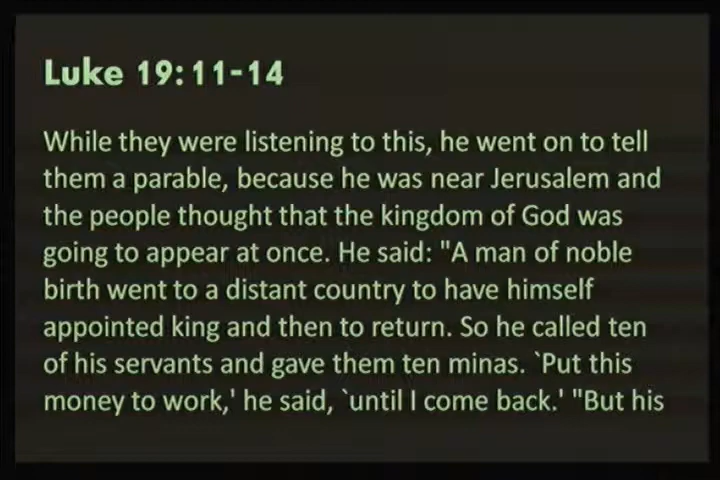 Luke 19:11-14
While they were listening to this, he went on to tell
them a parable, because he was near Jerusalem and
the people thought that the kingdom of God was
going to appear at once. He said: "A man of noble
birth went to a distant country to have himself
appointed king and then to return. So he called ten
of his servants and gave them ten minas. `Put this
money to work,' he said, `until I come back.' "But his